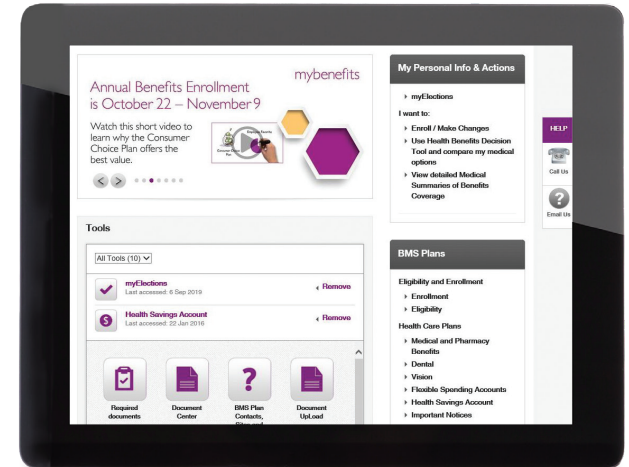 mybenefits
Annual Benefits Enrollment
is October 22 – November 9
Watch this short video to
learn why the Consumer
Choice Plan offers the
best value.
Tools
All Tools (10)
myElections
Last accessed: 6 Sep 2019
Remove
Health Savings Account
Last accessed: 22 Jan 2016
Remove
Required
documents
Document
Center
BMS Plan
Contacts,
Document
UpLoad
My Personal Info & Actions
myElections
I want to:
Enroll / Make Changes
Use Health Benefits Decision
Tool and compare my medical
options
View detailed Medical
Summaries of Benefits
Coverage
BMS Plans
Eligibility and Enrollment
Enrollment
Eligibility
Health Care Plans
Medical and Pharmacy
Benefits
Dental
Vision
Flexible Spending Accounts
Health Savings Account
Important Notices
HELP
Call Us
Email Us